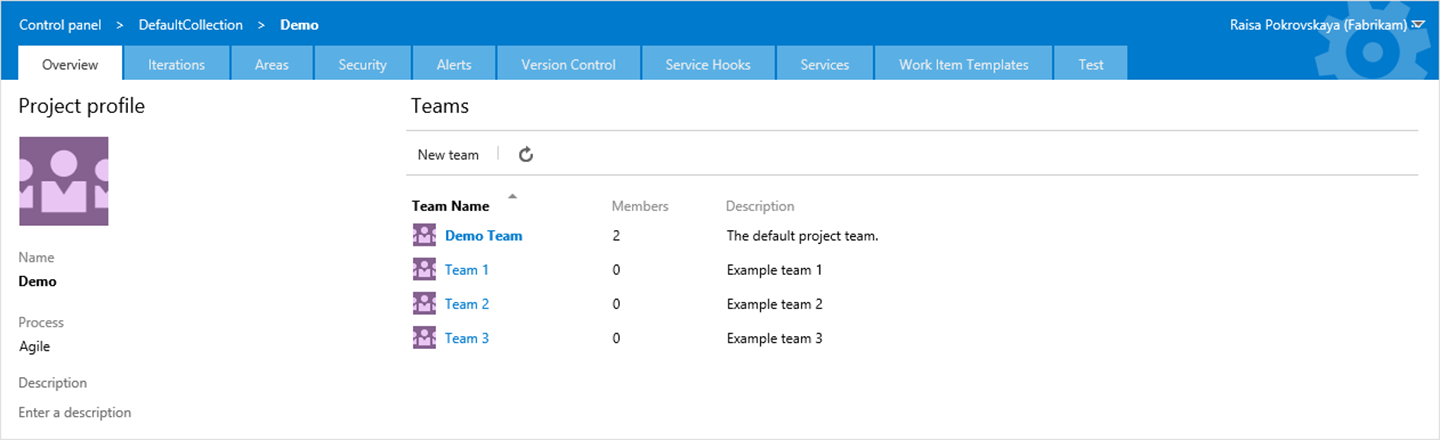 Control panel > DefaultCollection > Demo
Raisa Pokrovskaya (Fabrikam)
Overview Iterations Areas Security Alerts Version Control Service Hooks Services Work Item Templates Test
Project profile
Name
Demo
Process
Agile
Description
Enter a description
Teams
New team
Team Name Members Description
Demo Team 2 The default project team.
Team 1 0 Example team 1
Team 2 0 Example team 2
Team 3 0 Example team 3